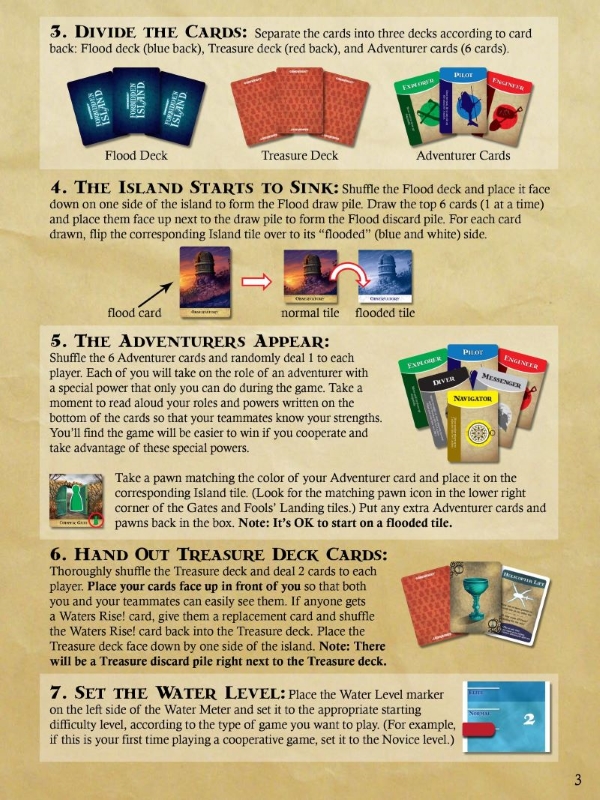 3. Divide the Cards: Separate the cards into three decks according to card
back: Flood deck (blue back), Treasure deck (red back), and Adventurer cards (6 cards).
Forbidden Island
Forbidden Island
Forbidden Island
Explorer
Pilot
Engineer
Flood Deck
Treasure Deck
Adventurer Cards
4. The Island Starts to Sink: Shuffle the Flood deck and place it face
down on one side of the island to form the Flood draw pile. Draw the top 6 cards (1 at a time)
and place them face up next to the draw pile to form the Flood discard pile. For each card
drawn, flip the corresponding Island tile over to its “flooded” (blue and white) side.
Observatory
Observatory
Observatory
flood card
normal tile
flooded tile
5. The Adventurers Appear:
Shuffle the 6 Adventurer cards and randomly deal 1 to each
player. Each of you will take on the role of an adventurer with
a special power that only you can do during the game. Take a
moment to read aloud your roles and powers written on the
bottom of the cards so that your teammates know your strengths.
You’ll find the game will be easier to win if you cooperate and
take advantage of these special powers.
Explorer
Pilot
Engineer
Diver
Messenger
Navigator
Take a pawn matching the color of your Adventurer card and place it on the
corresponding Island tile. (Look for the matching pawn icon in the lower right
corner of the Gates and Fools’ Landing tiles.) Put any extra Adventurer cards and
pawns back in the box. Note: It’s OK to start on a flooded tile.
6. Hand Out Treasure Deck Cards:
Thoroughly shuffle the Treasure deck and deal 2 cards to each
player. Place your cards face up in front of you so that both
you and your teammates can easily see them. If anyone gets
a Waters Rise! card, give them a replacement card and shuffle
the Waters Rise! card back into the Treasure deck. Place the
Treasure deck face down by one side of the island. Note: There
will be a Treasure discard pile right next to the Treasure deck.
Helicopter Lift
7. Set the Water Level: Place the Water Level marker
on the left side of the Water Meter and set it to the appropriate starting
difficulty level, according to the type of game you want to play. (For example,
if this is your first time playing a cooperative game, set it to the Novice level.)
Elite
Normal
2
3